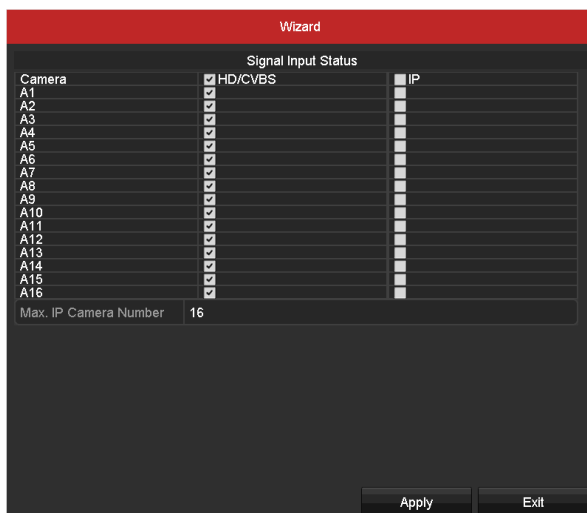 Wizard
Signal Input Status
Camera HD/CVBS IP
A1
A2
A3
A4
A5
A6
A7
A8
A9
A10
A11
A12
A13
A14
A15
A16
Max. IP Camera Number 16
Apply Exit